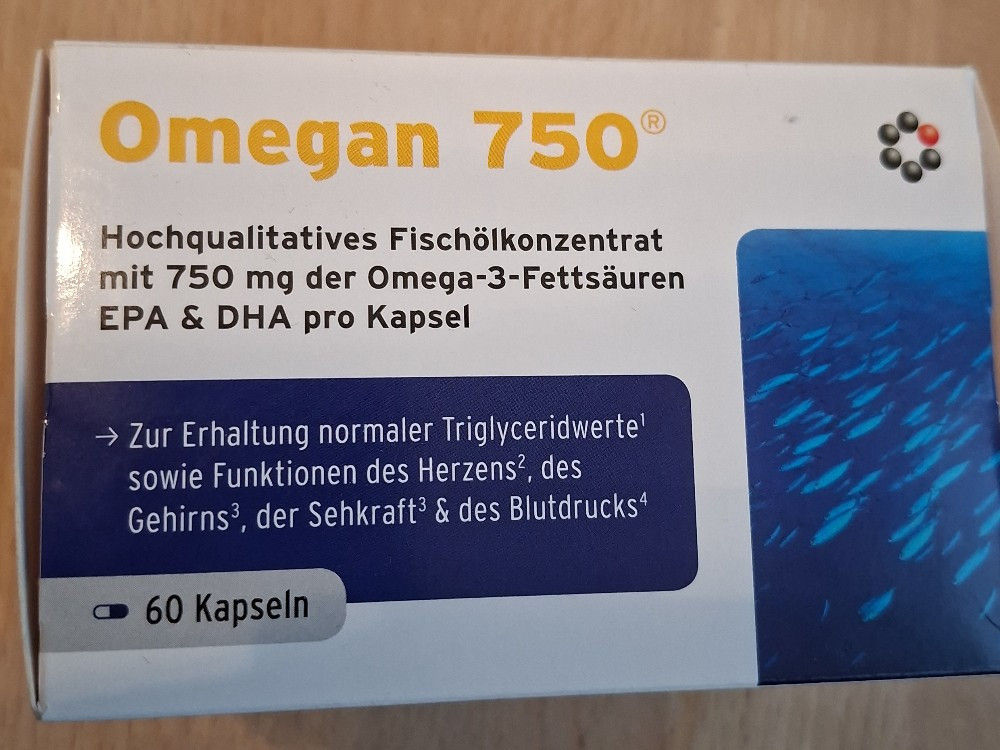 Omegan 750®
Hochqualitatives Fischölkonzentrat
mit 750 mg der Omega-3-Fettsäuren
EPA & DHA pro Kapsel
→ Zur Erhaltung normaler Triglyceridwerte¹
sowie Funktionen des Herzens², des
Gehirns³, der Sehkraft³ & des Blutdrucks⁴
60 Kapseln